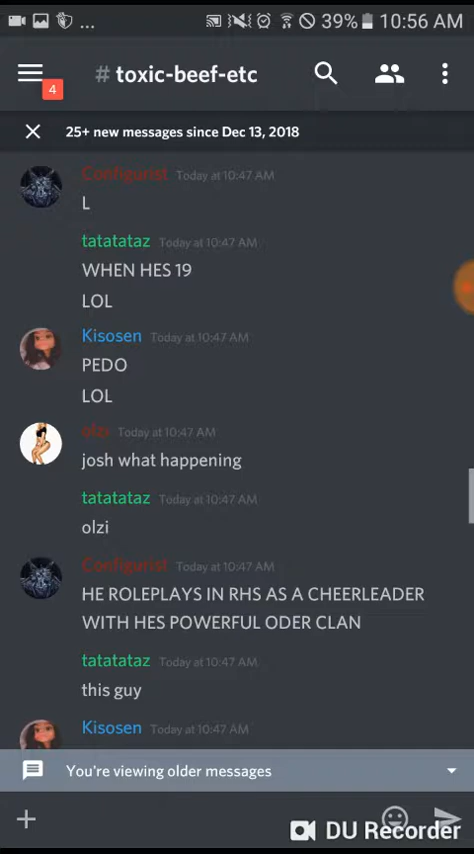 ... 39% 10:56 AM
4
# toxic-beef-etc
25+ new messages since Dec 13, 2018
Configurist Today at 10:47 AM
L
tatatataz Today at 10:47 AM
WHEN HES 19
LOL
Kisosen Today at 10:47 AM
PEDO
LOL
olzi Today at 10:47 AM
josh what happening
tatatataz Today at 10:47 AM
olzi
Configurist Today at 10:47 AM
HE ROLEPLAYS IN RHS AS A CHEERLEADER
WITH HES POWERFUL ODER CLAN
tatatataz Today at 10:47 AM
this guy
Kisosen Today at 10:47 AM
You're viewing older messages
DU Recorder